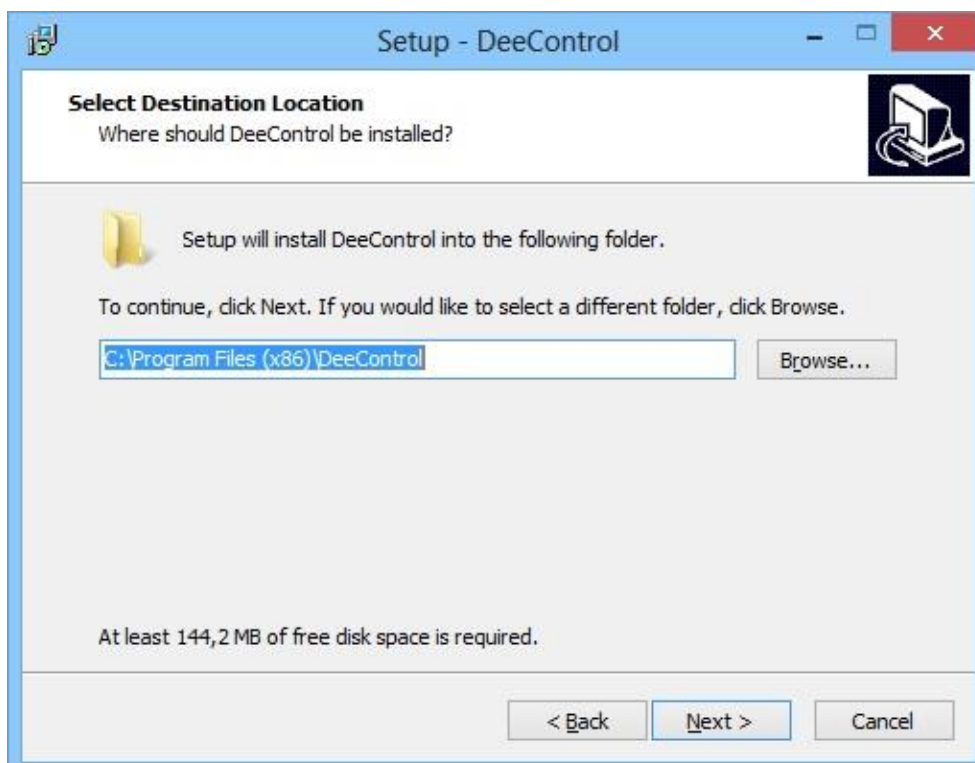 Setup - DeeControl
Select Destination Location
Where should DeeControl be installed?
Setup will install DeeControl into the following folder.
To continue, click Next. If you would like to select a different folder, click Browse.
C:\Program Files (x86)\DeeControl
Browse...
At least 144,2 MB of free disk space is required.
< Back
Next >
Cancel